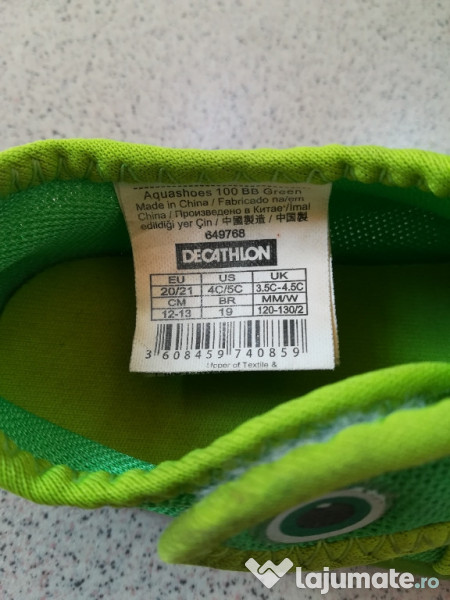 Aquashoes 100 BB Green
Made in China / Fabricado na/em
China / Произведено в Китае/Imal
edildiği yer Çin / 中國製造 / 中国製
649768
DECATHLON
EU US UK
20/21 4C/5C 3.5C-4.5C
CM BR MM/W
12-13 19 120-130/2
3 608459 740859
Upper of Textile &
lajumate.ro